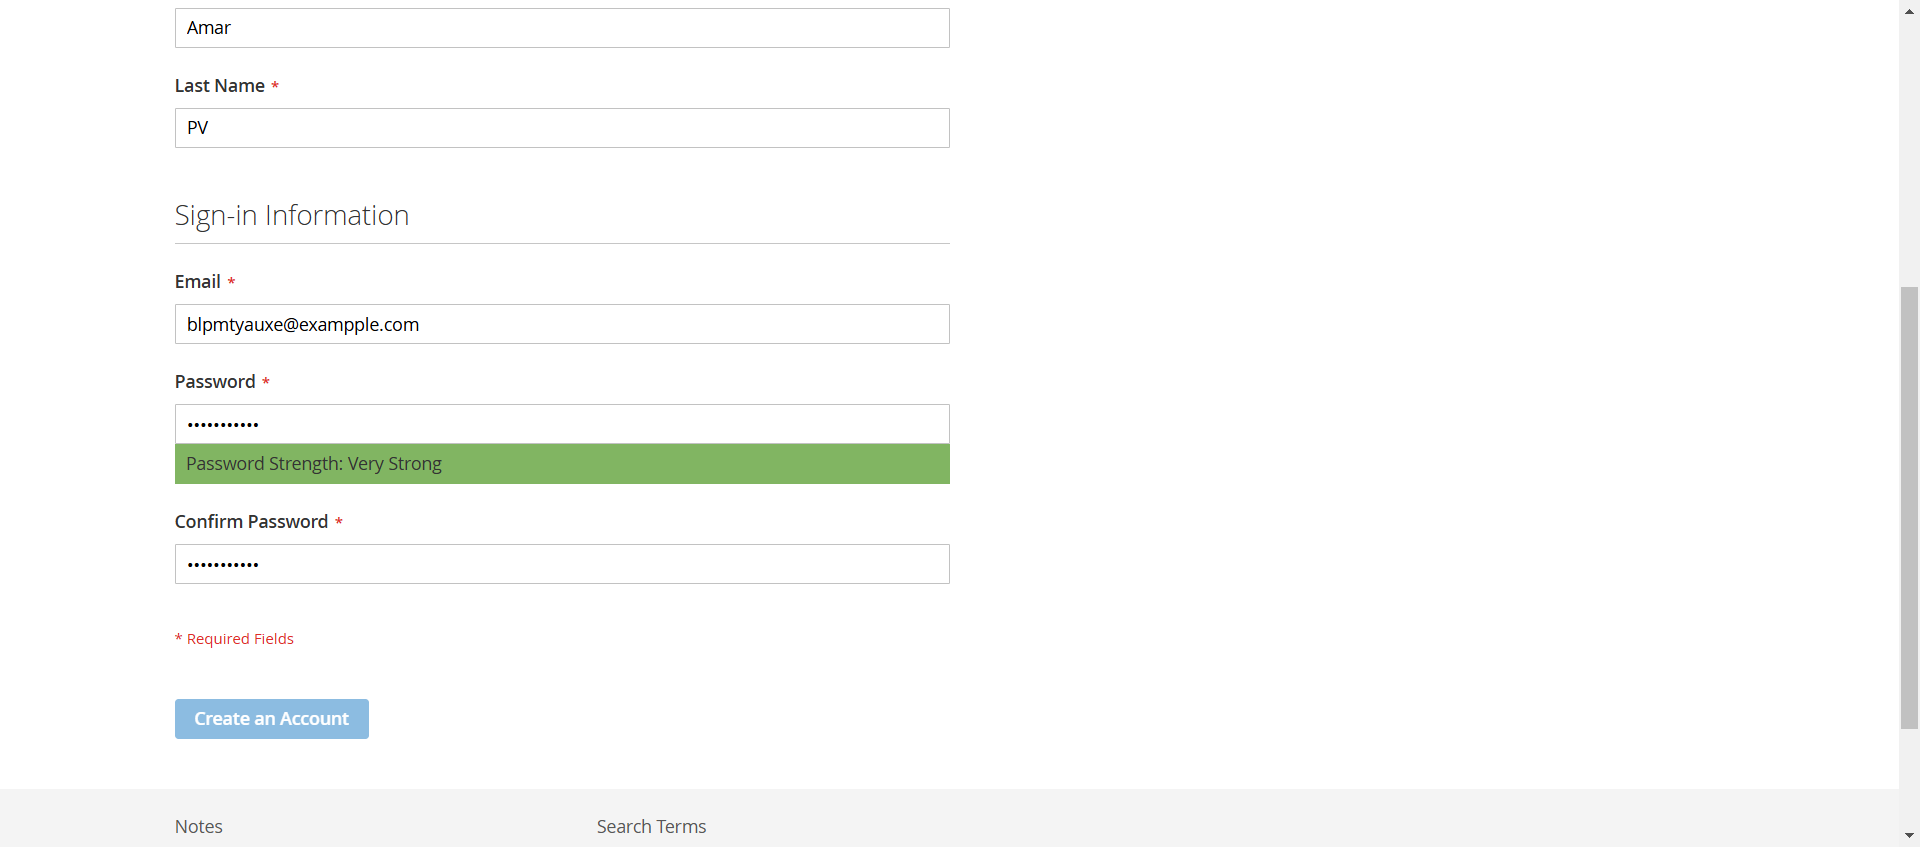 Amar
Last Name *
PV
Sign-in Information
Email *
blpmtyauxe@exampple.com
Password *
•••••••••••
Password Strength: Very Strong
Confirm Password *
•••••••••••
* Required Fields
Create an Account
Notes
Search Terms